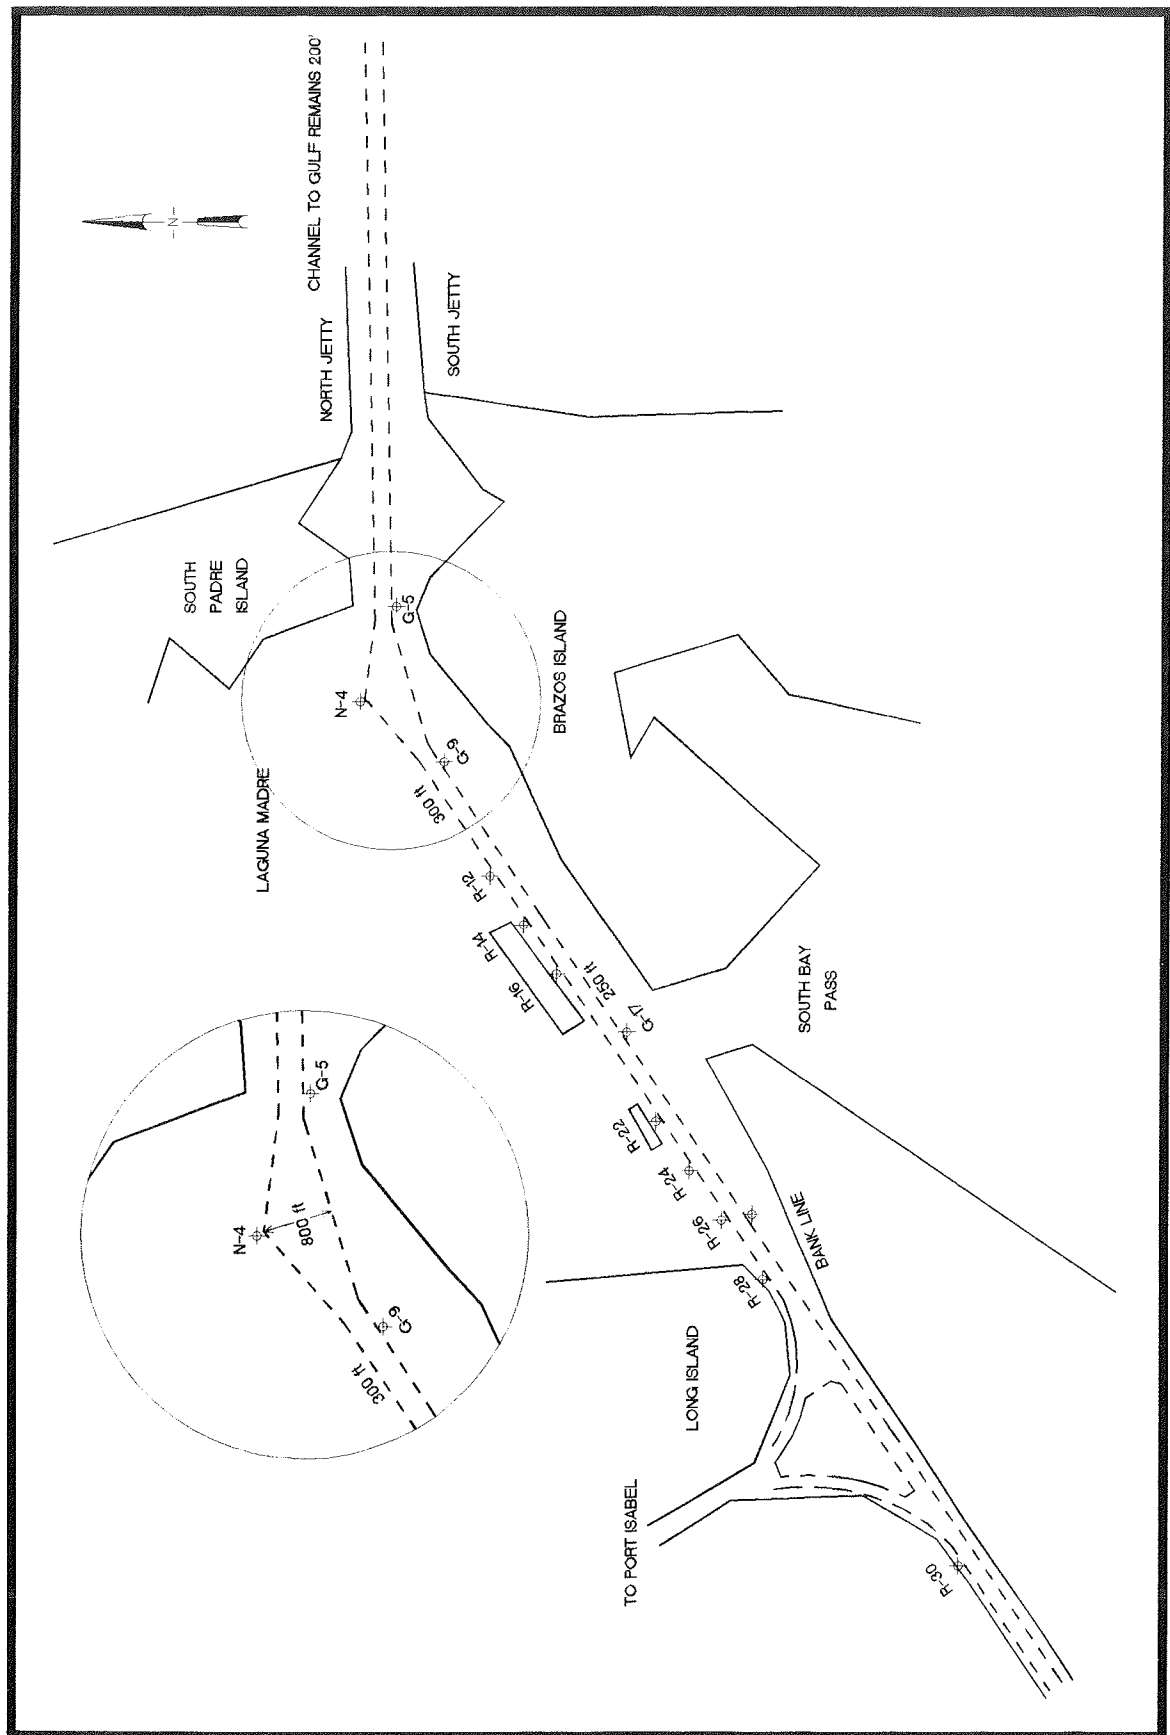 CHANNEL TO GULF REMAINS 200'
-N-
NORTH JETTY
SOUTH JETTY
SOUTH
PADRE
ISLAND
G-5
N-4
BRAZOS ISLAND
G-9
LAGUNA MADRE
300 ft
R-12
R-14
R-16
250 ft
G-17
SOUTH BAY
PASS
R-22
R-24
R-26
BANK LINE
R-28
LONG ISLAND
TO PORT ISABEL
R-30
G-5
N-4
800 ft
G-9
300 ft